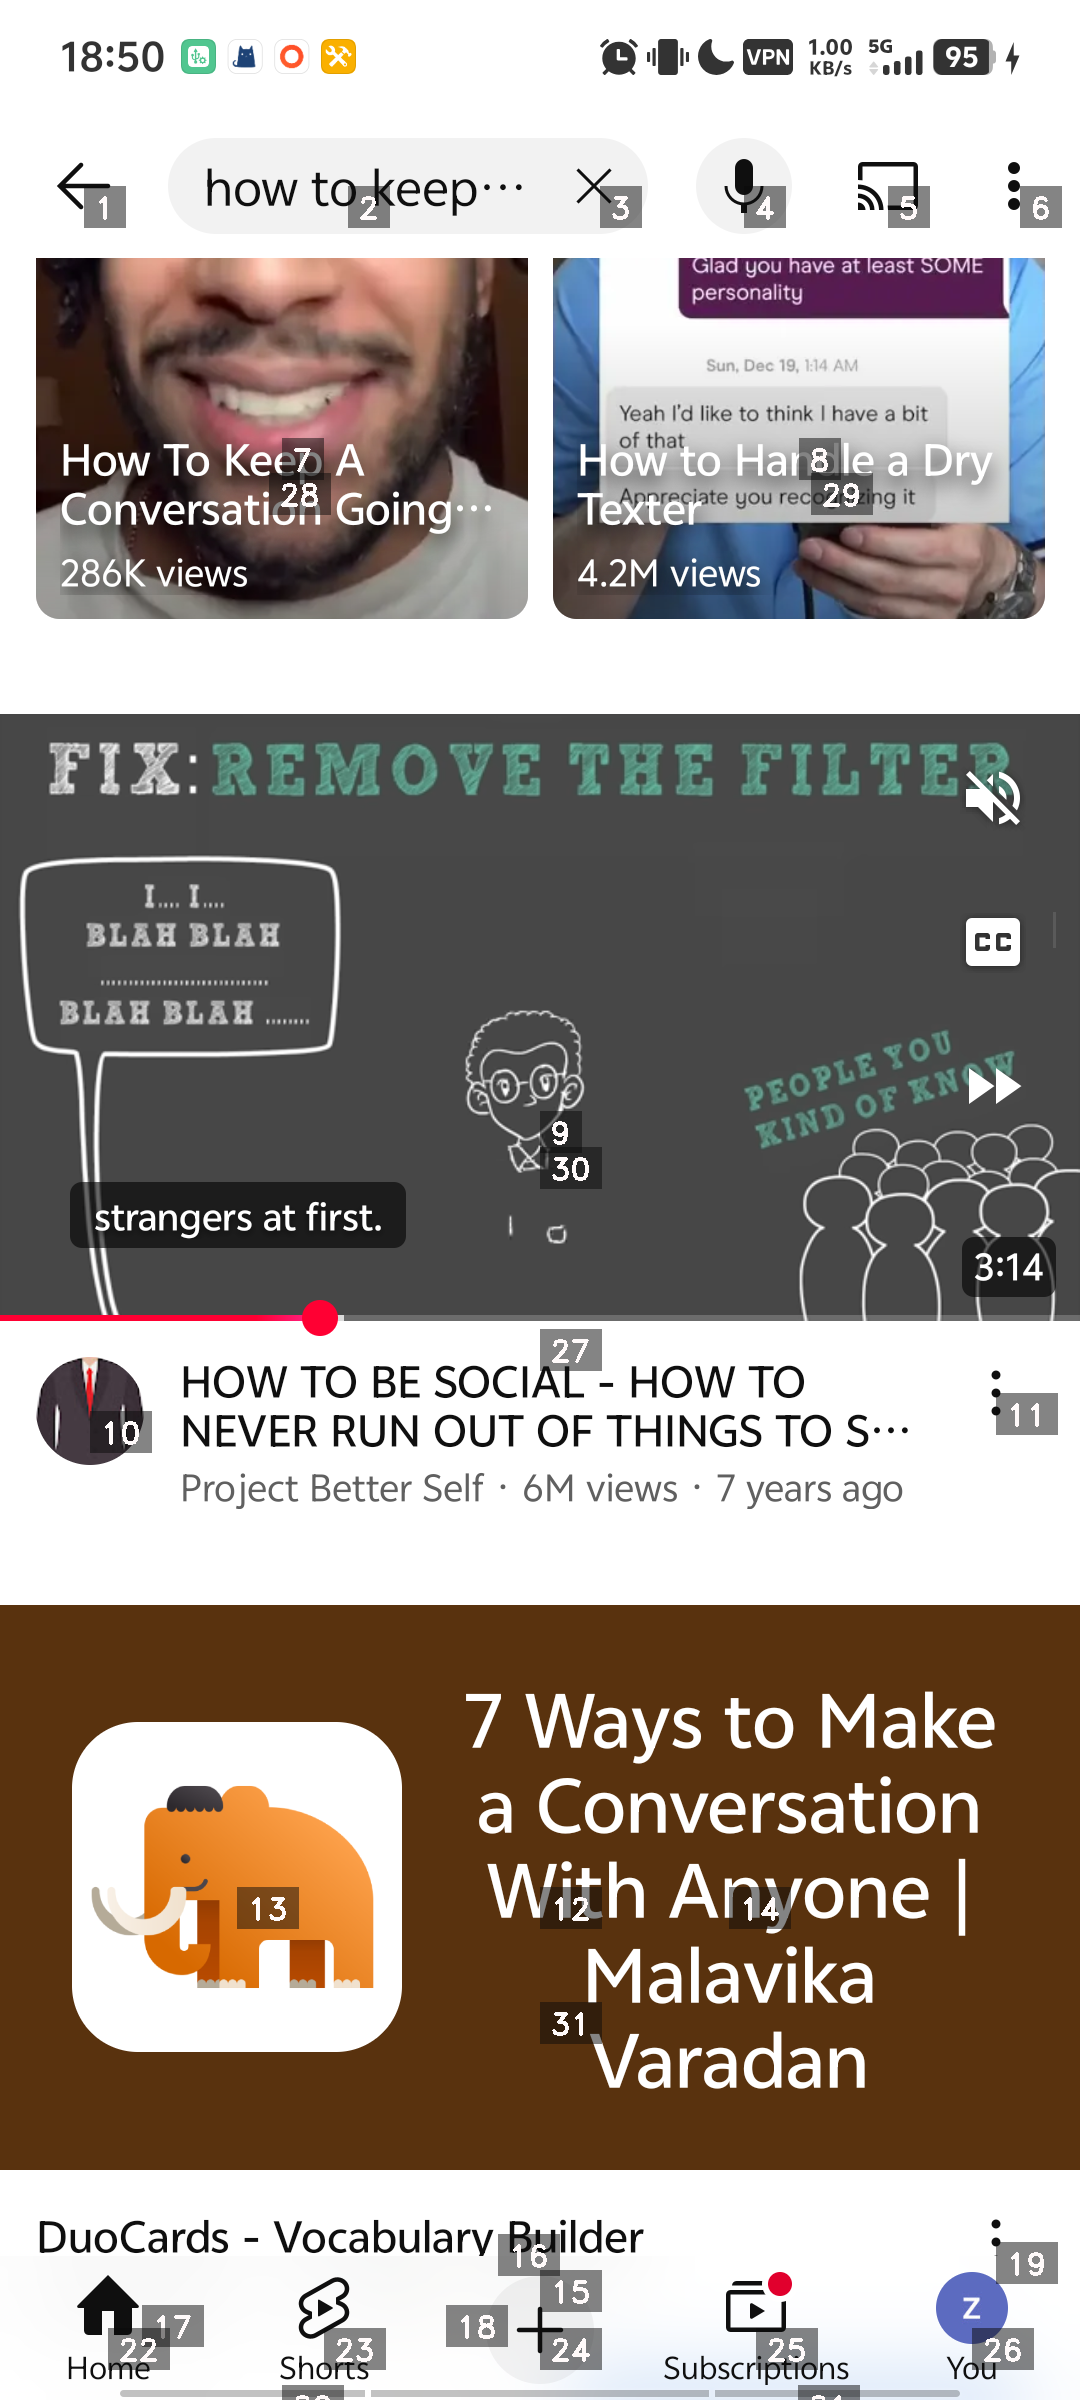 18:50
VPN
1.00
KB/s
5G
95
how to keep...
1
2
3
4
5
6
Glad you have at least SOME
personality
Sun, Dec 19, 1:14 AM
Yeah I'd like to think I have a bit
of that
Appreciate you recognizing it
How To Keep A
Conversation Going...
286K views
7
28
How to Handle a Dry
Texter
4.2M views
8
29
FIX: REMOVE THE FILTER
I.... I....
BLAH BLAH
BLAH BLAH ........
CC
PEOPLE YOU
KIND OF KNOW
9
30
strangers at first.
3:14
27
HOW TO BE SOCIAL - HOW TO
NEVER RUN OUT OF THINGS TO S...
Project Better Self · 6M views · 7 years ago
10
11
7 Ways to Make
a Conversation
With Anyone |
Malavika
Varadan
13
12
14
31
DuoCards - Vocabulary Builder
16
15
19
17
18
Z
22
23
24
25
26
Home
Shorts
Subscriptions
You